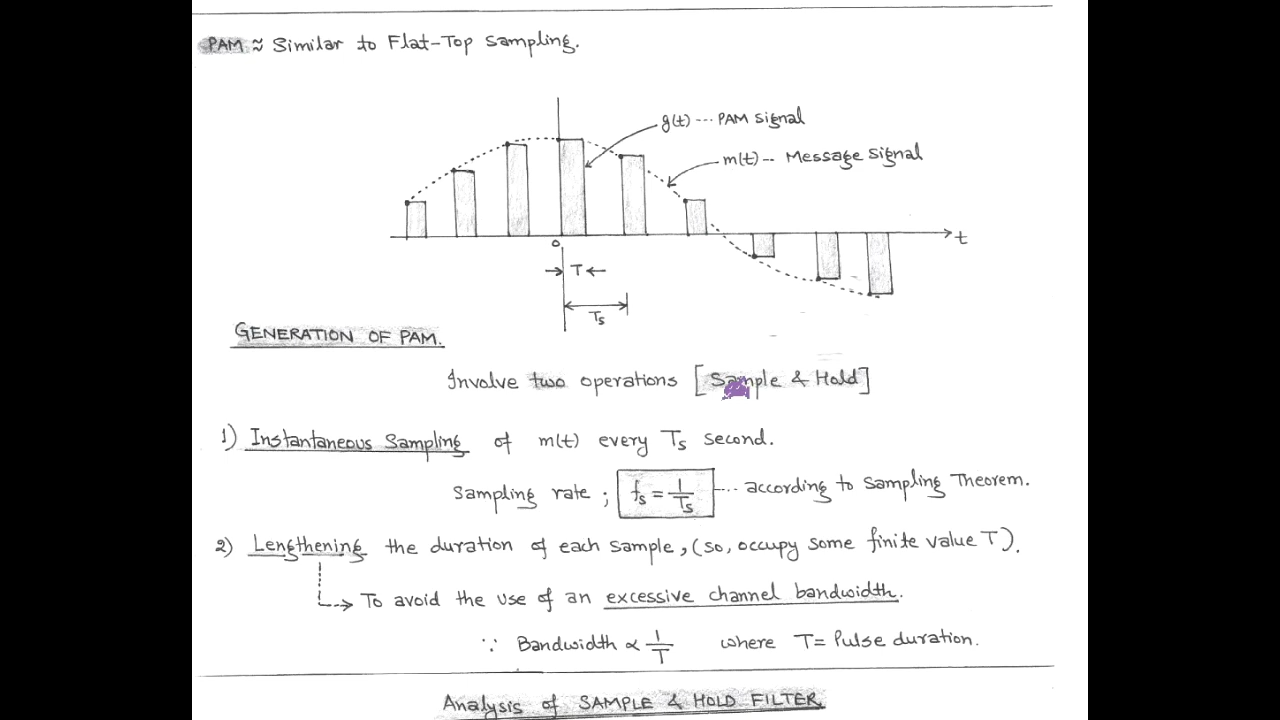 PAM ≈ Similar to Flat-Top Sampling.
g(t) --- PAM signal
m(t) -- Message signal
0
t
T
Ts
GENERATION OF PAM.
Involve two operations [Sample & Hold]
1) Instantaneous Sampling of m(t) every Ts second.
Sampling rate ; fs = 1/Ts ---- according to Sampling Theorem.
2) Lengthening the duration of each sample, (so, occupy some finite value T).
To avoid the use of an excessive channel bandwidth.
∵ Bandwidth ∝ 1/T where T = Pulse duration.
Analysis of SAMPLE & HOLD FILTER